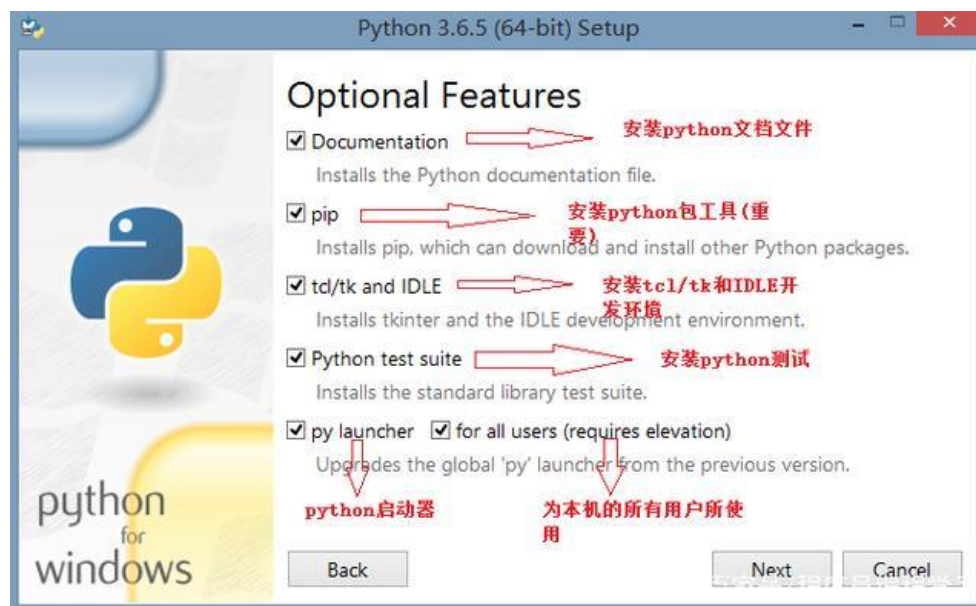 Python 3.6.5 (64-bit) Setup
Optional Features
Documentation
安装python文档文件
Installs the Python documentation file.
pip
安装python包工具(重
要)
Installs pip, which can download and install other Python packages.
tcl/tk and IDLE
安装tcl/tk和IDLE开
发环境
Installs tkinter and the IDLE development environment.
Python test suite
安装python测试
Installs the standard library test suite.
py launcher for all users (requires elevation)
Upgrades the global 'py' launcher from the previous version.
python启动器
为本机的所有用户所使
用
python
for
windows
Back Next Cancel